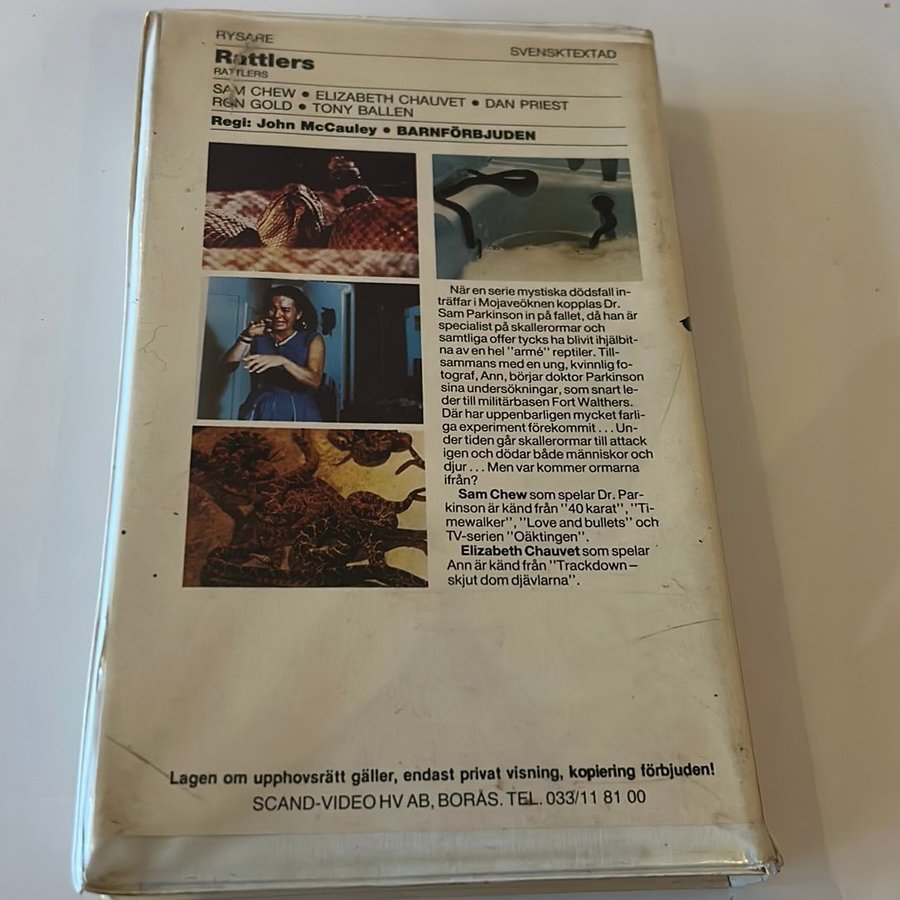 RYSARE
SVENSKTEXTAD
Rattlers
RATTLERS
SAM CHEW • ELIZABETH CHAUVET • DAN PRIEST
RON GOLD • TONY BALLEN
Regi: John McCauley • BARNFÖRBJUDEN
När en serie mystiska dödsfall in-
träffar i Mojaveöknen kopplas Dr.
Sam Parkinson in på fallet, då han är
specialist på skallerormar och
samtliga offer tycks ha blivit ihjälbit-
na av en hel "armé" reptiler. Till-
sammans med en ung, kvinnlig fo-
tograf, Ann, börjar doktor Parkinson
sina undersökningar, som snart le-
der till militärbasen Fort Walthers.
Där har uppenbarligen mycket farli-
ga experiment förekommit . . . Un-
der tiden går skallerormar till attack
igen och dödar både människor och
djur . . . Men var kommer ormarna
ifrån?
Sam Chew som spelar Dr. Par-
kinson är känd från "40 karat", "Ti-
mewalker", "Love and bullets" och
TV-serien "Oäktingen".
Elizabeth Chauvet som spelar
Ann är känd från "Trackdown –
skjut dom djävlarna".
Lagen om upphovsrätt gäller, endast privat visning, kopiering förbjuden!
SCAND-VIDEO HV AB, BORÅS. TEL. 033/11 81 00